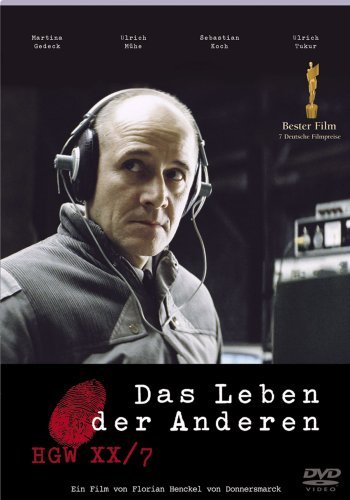 Martina Gedeck
Ulrich Mühe
Sebastian Koch
Ulrich Tukur
Bester Film
7 Deutsche Filmpreise
Das Leben
der Anderen
HGW XX/7
Ein Film von Florian Henckel von Donnersmarck
DVD
VIDEO